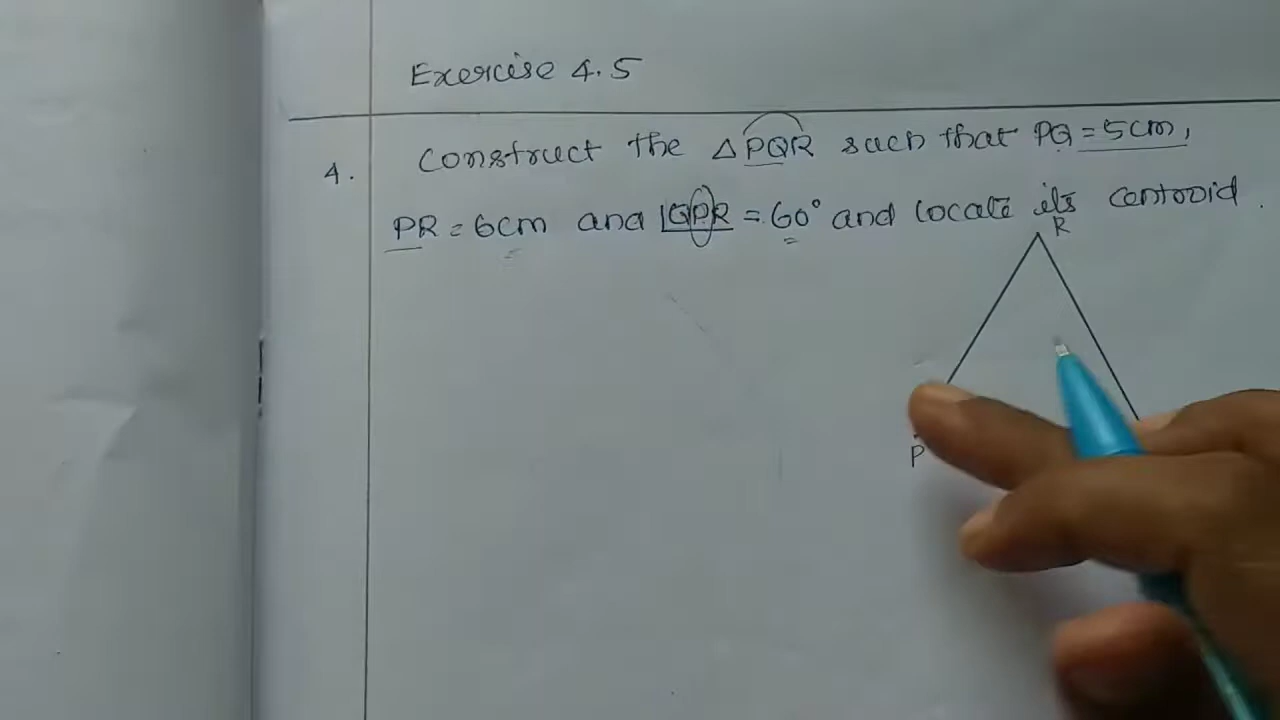 Exercise 4.5
4. Construct the △PQR such that PQ = 5cm,
PR = 6cm and ∠QPR = 60° and locate its centroid.
R
P